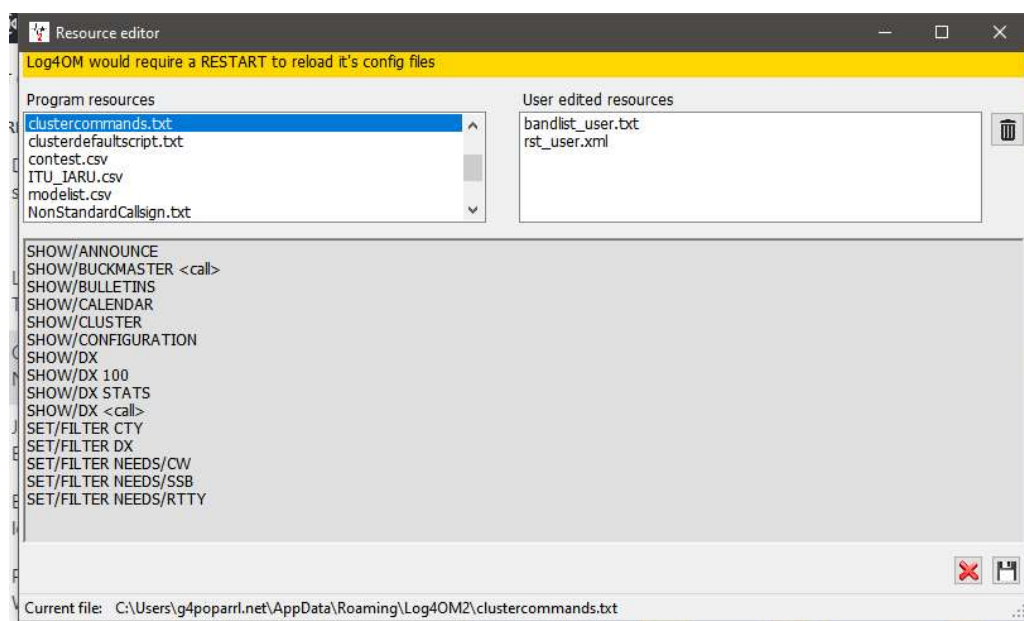 Resource editor
Log4OM would require a RESTART to reload it's config files
Program resources
clustercommands.txt
clusterdefaultscript.txt
contest.csv
ITU_IARU.csv
modelist.csv
NonStandardCallsign.txt
User edited resources
bandlist_user.txt
rst_user.xml
SHOW/ANNOUNCE
SHOW/BUCKMASTER <call>
SHOW/BULLETINS
SHOW/CALENDAR
SHOW/CLUSTER
SHOW/CONFIGURATION
SHOW/DX
SHOW/DX 100
SHOW/DX STATS
SHOW/DX <call>
SET/FILTER CTY
SET/FILTER DX
SET/FILTER NEEDS/CW
SET/FILTER NEEDS/SSB
SET/FILTER NEEDS/RTTY
Current file: C:\Users\g4poparrl.net\AppData\Roaming\Log4OM2\clustercommands.txt